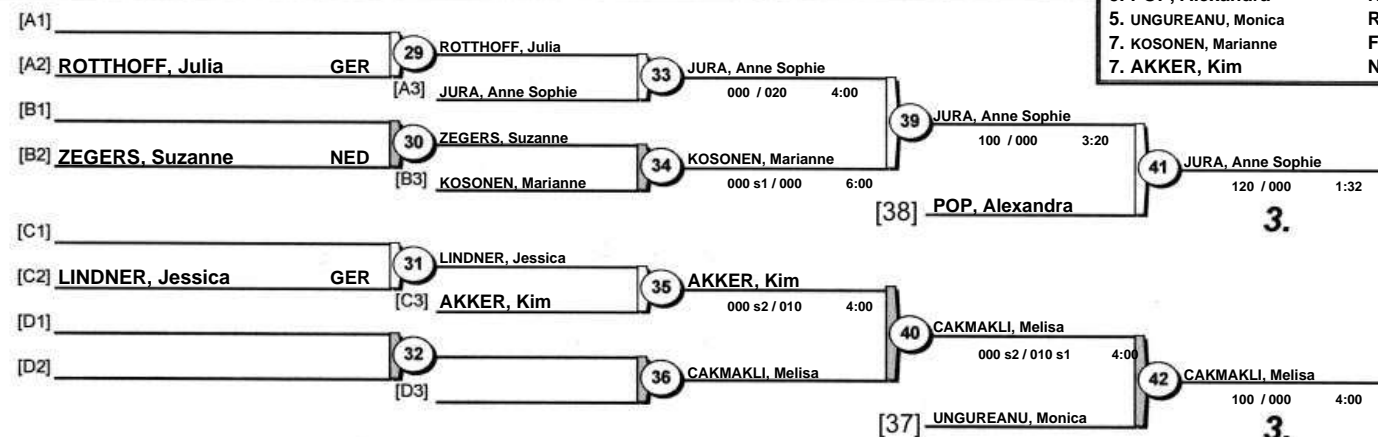 5. UNGUREANU, Monica R
7. KOSONEN, Marianne F
7. AKKER, Kim N
[A1]
[A2] ROTTHOFF, Julia GER
29
ROTTHOFF, Julia
[A3] JURA, Anne Sophie
33
JURA, Anne Sophie
000 / 020 4:00
[B1]
[B2] ZEGERS, Suzanne NED
30
ZEGERS, Suzanne
[B3] KOSONEN, Marianne
34
KOSONEN, Marianne
000 s1 / 000 6:00
39
JURA, Anne Sophie
100 / 000 3:20
[38] POP, Alexandra
41
JURA, Anne Sophie
120 / 000 1:32
3.
[C1]
[C2] LINDNER, Jessica GER
31
LINDNER, Jessica
[C3] AKKER, Kim
35
AKKER, Kim
000 s2 / 010 4:00
[D1]
[D2]
32
[D3]
36
CAKMAKLI, Melisa
40
CAKMAKLI, Melisa
000 s2 / 010 s1 4:00
[37] UNGUREANU, Monica
42
CAKMAKLI, Melisa
100 / 000 4:00
3.